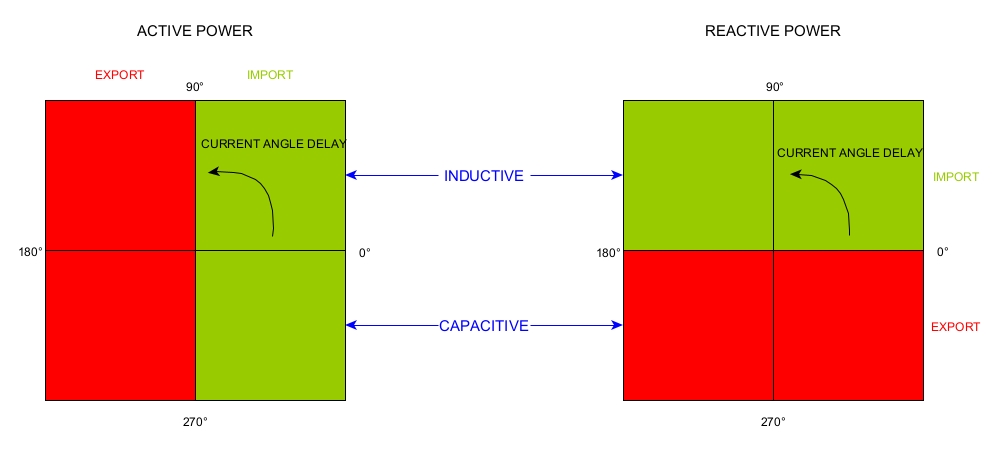 ACTIVE POWER
REACTIVE POWER
EXPORT
IMPORT
90°
90°
CURRENT ANGLE DELAY
CURRENT ANGLE DELAY
INDUCTIVE
IMPORT
180°
0°
180°
0°
CAPACITIVE
EXPORT
270°
270°